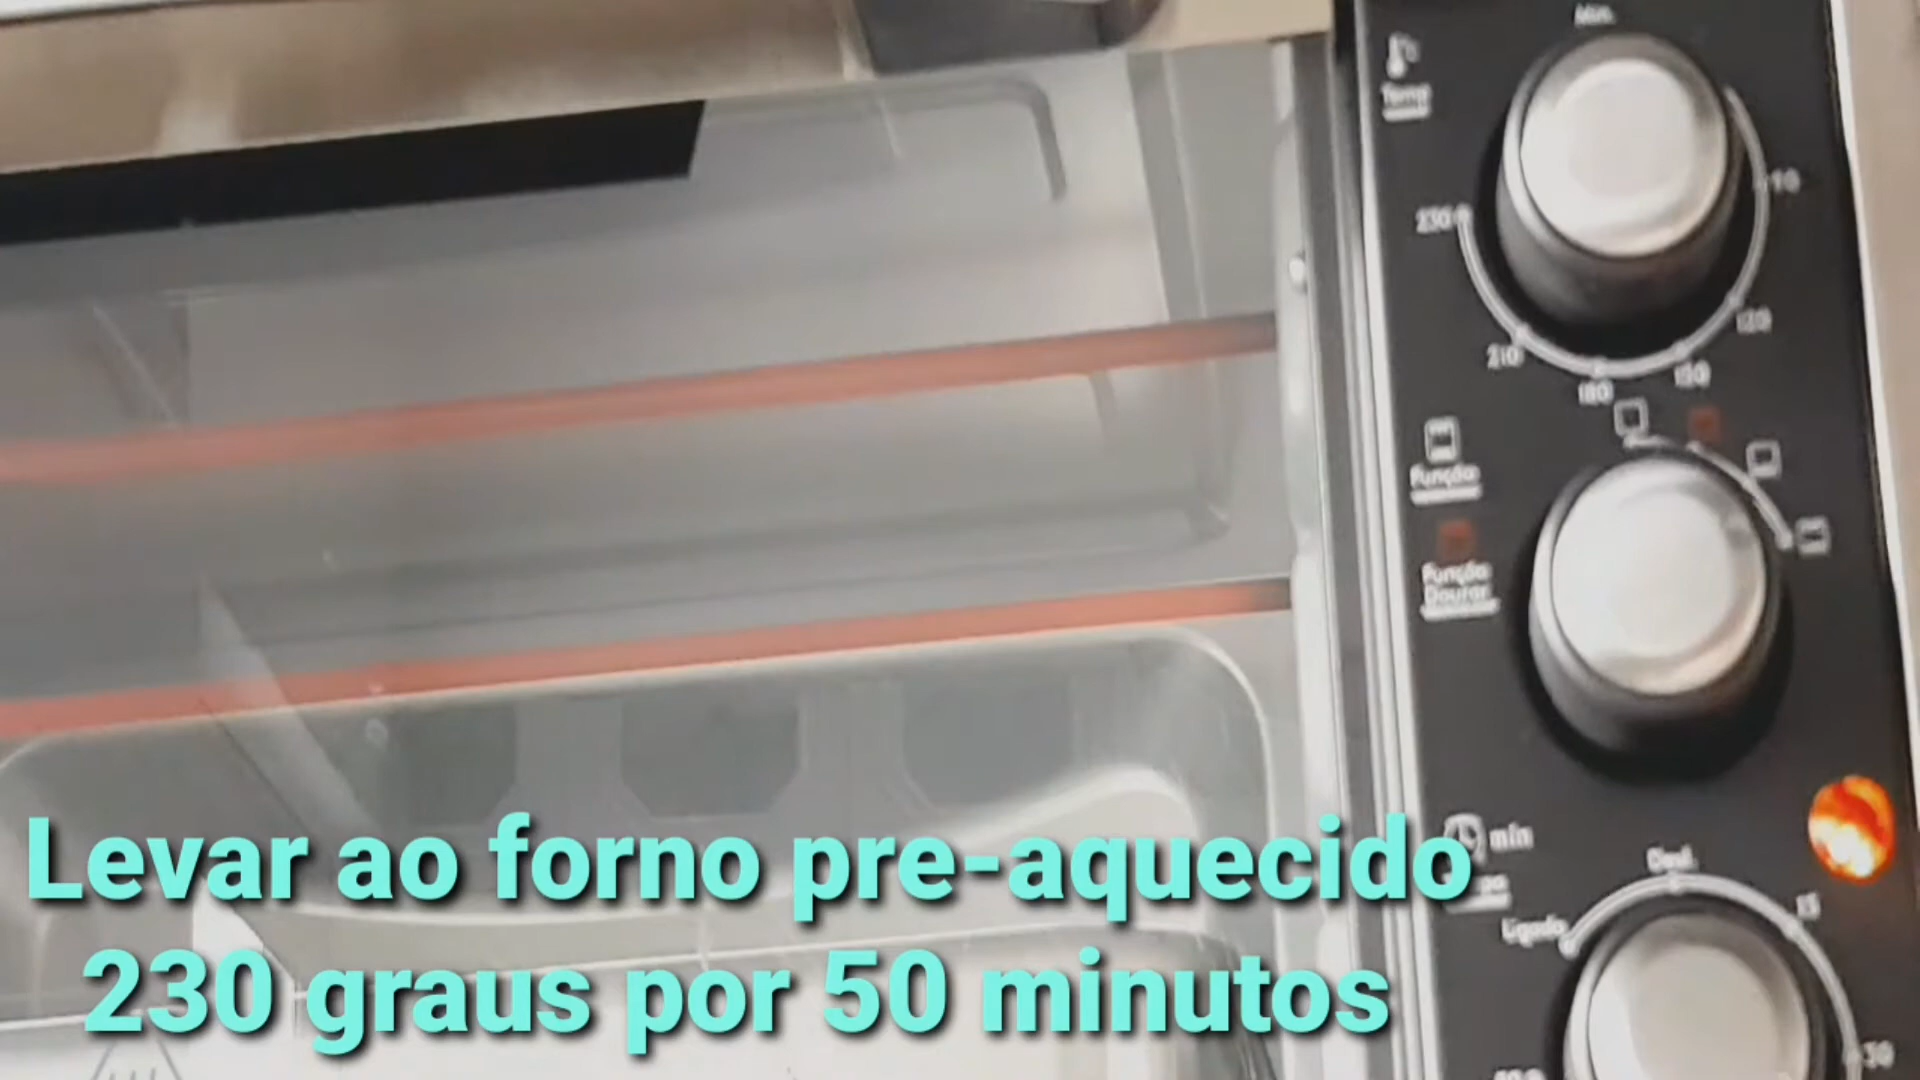 Min.
Temp
90
230
120
210
150
180
Função
Função
Dourar
min
Desl.
15
Ligado
30
Levar ao forno pre-aquecido
230 graus por 50 minutos